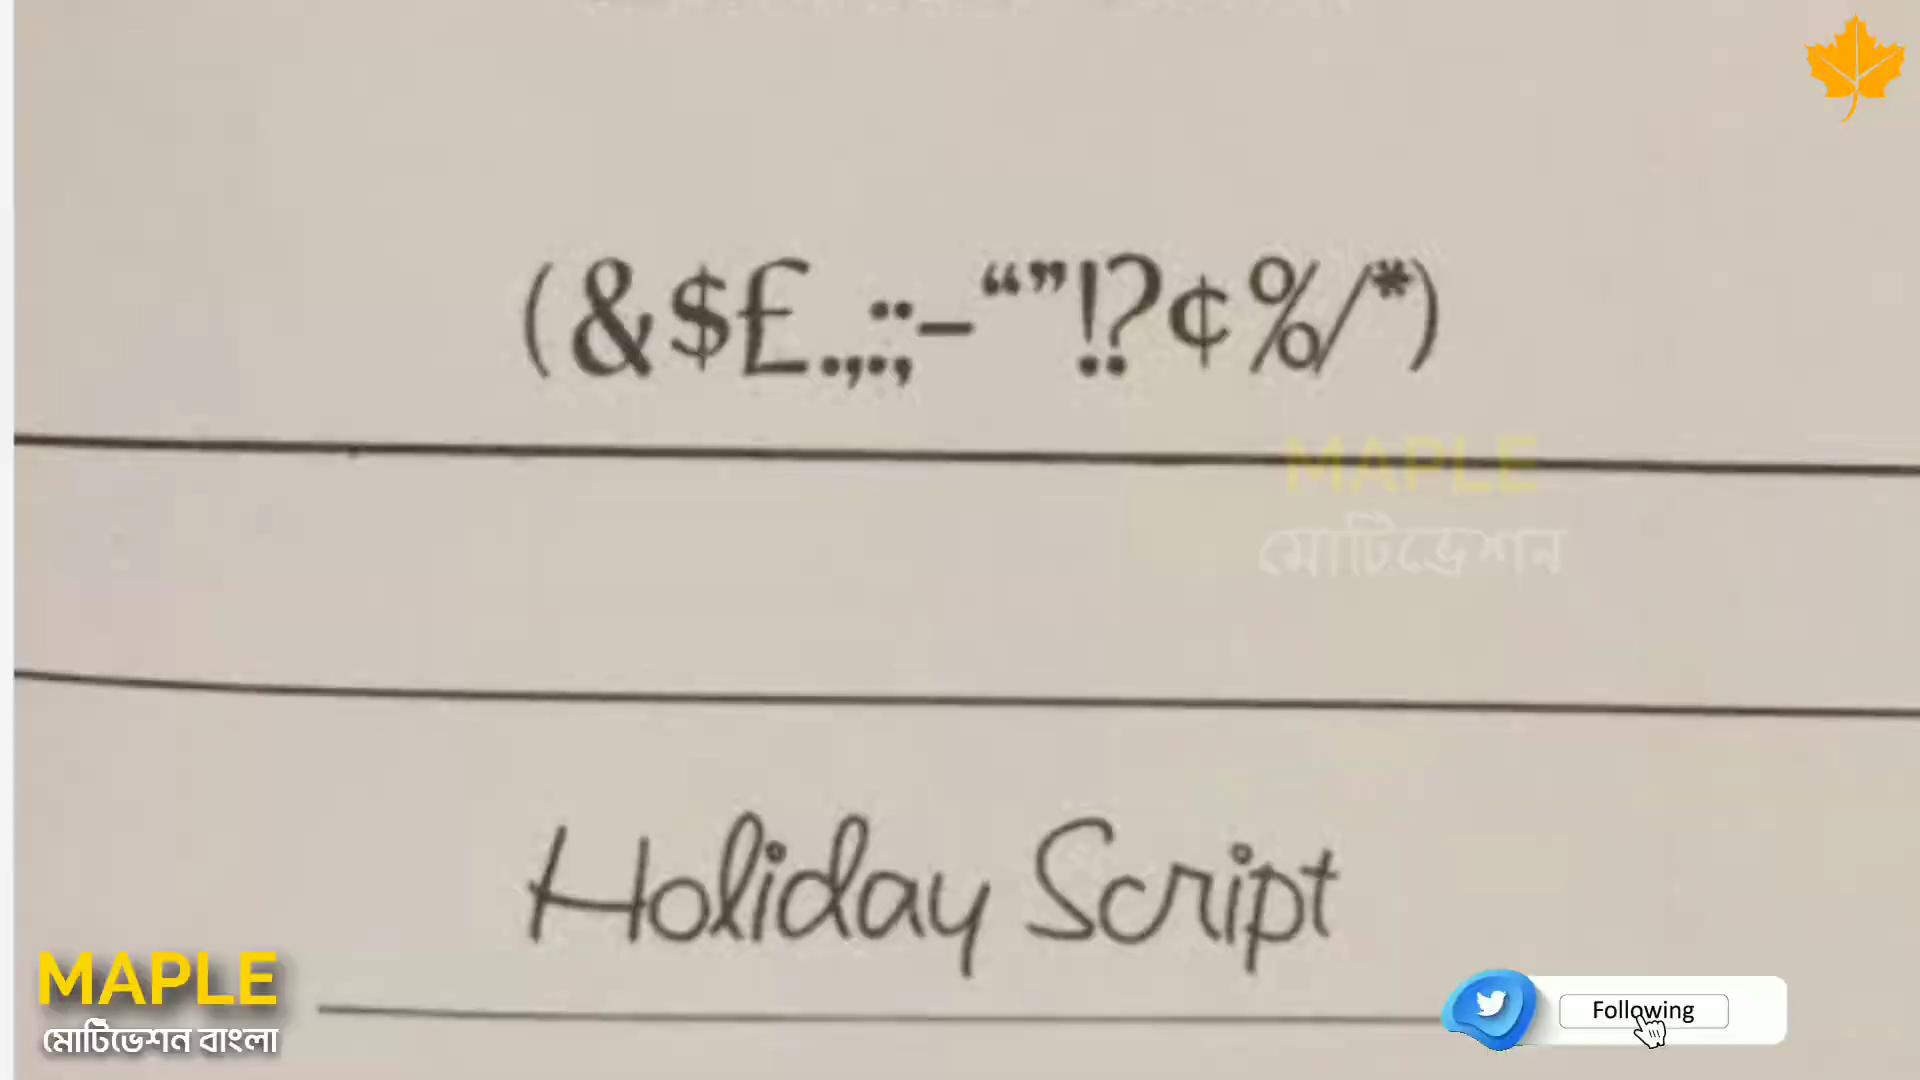 (&$£.,:;–“”!?¢%/*)
MAPLE
মোটিভেশন
Holiday Script
MAPLE
মোটিভেশন বাংলা
Following